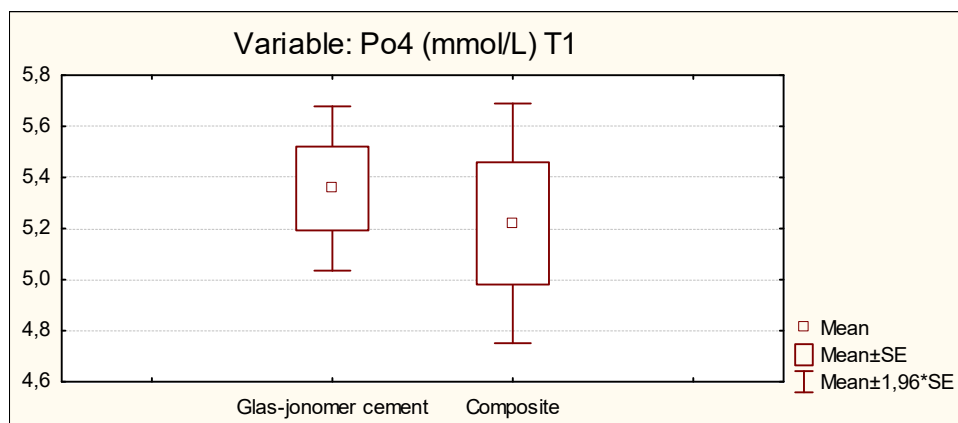 Variable: Po4 (mmol/L) T1
5,8
5,6
5,4
5,2
5,0
4,8
4,6
Glas-jonomer cement
Composite
Mean
Mean±SE
Mean±1,96*SE